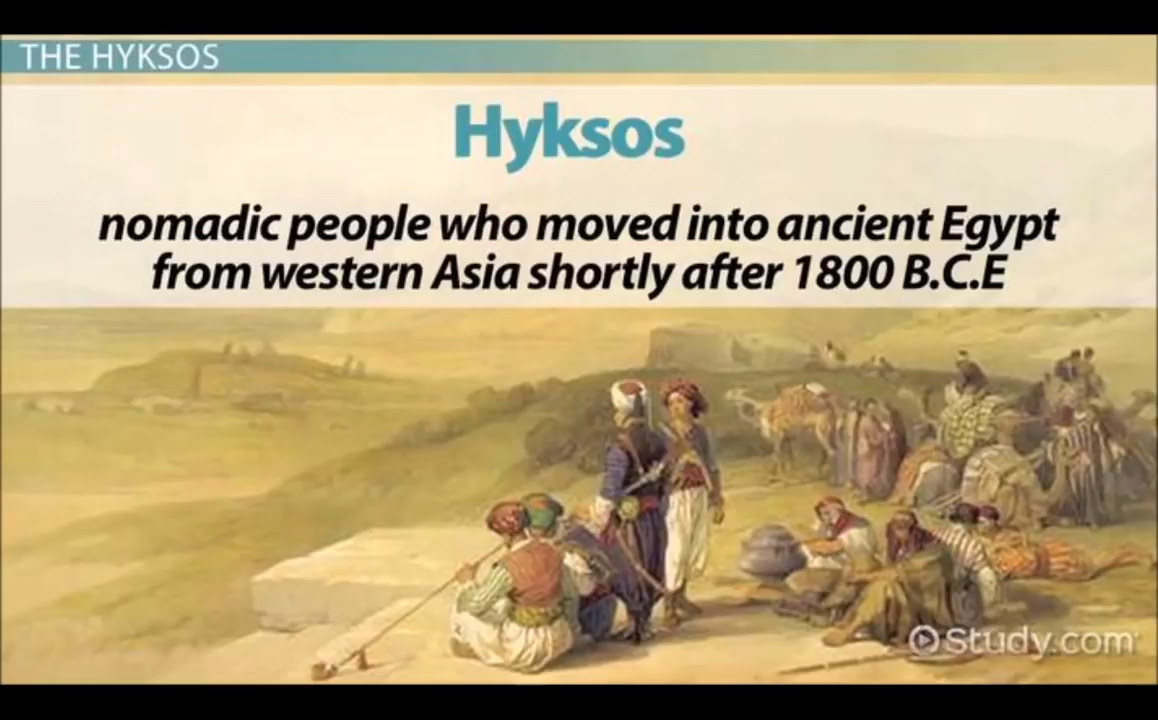 THE HYKSOS
Hyksos
nomadic people who moved into ancient Egypt
from western Asia shortly after 1800 B.C.E
Study.com